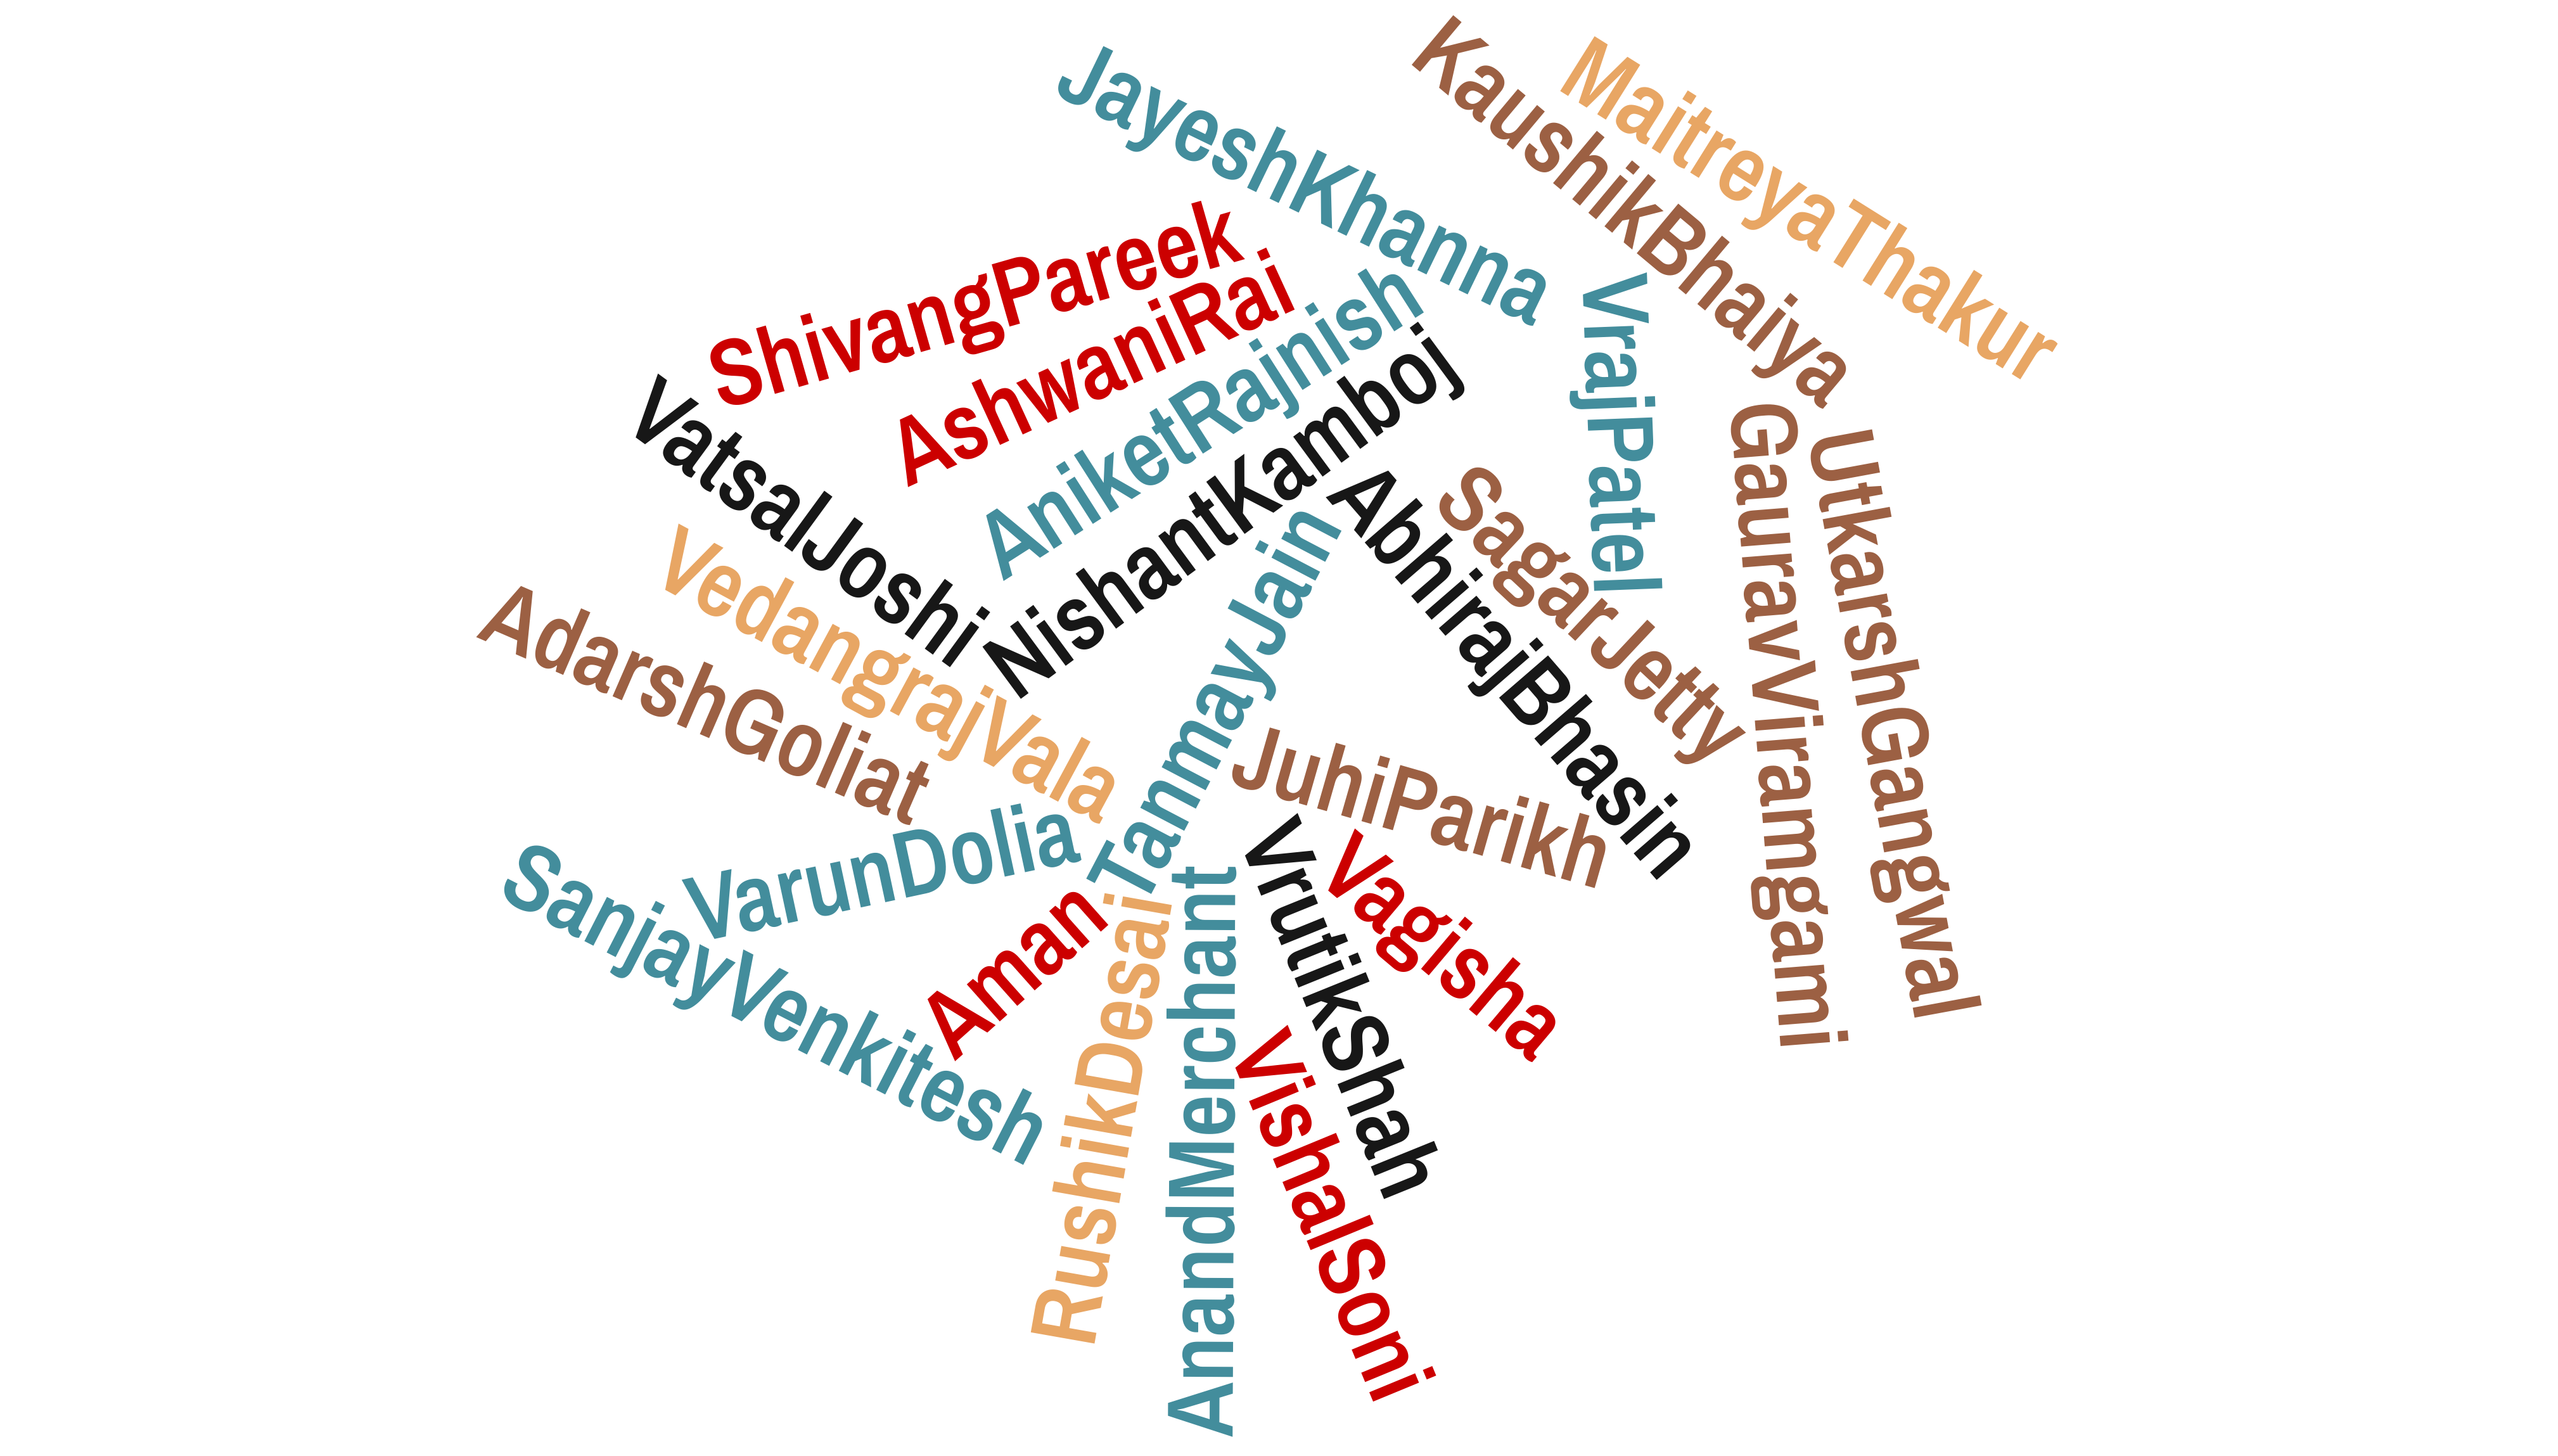 JayeshKhanna
KaushikBhaiya
MaitreyaThakur
ShivangPareek
AshwaniRai
AniketRajnish
NishantKamboj
VrajPatel
VatsalJoshi
GauravViramgami
UtkarshGangwal
SagarJetty
AbhirajBhasin
TanmayJain
VedangrajVala
AdarshGoliat
JuhiParikh
VarunDolia
SanjayVenkitesh
Aman
RushikDesai
AnandMerchant
VrutikShah
Vagisha
VishalSoni